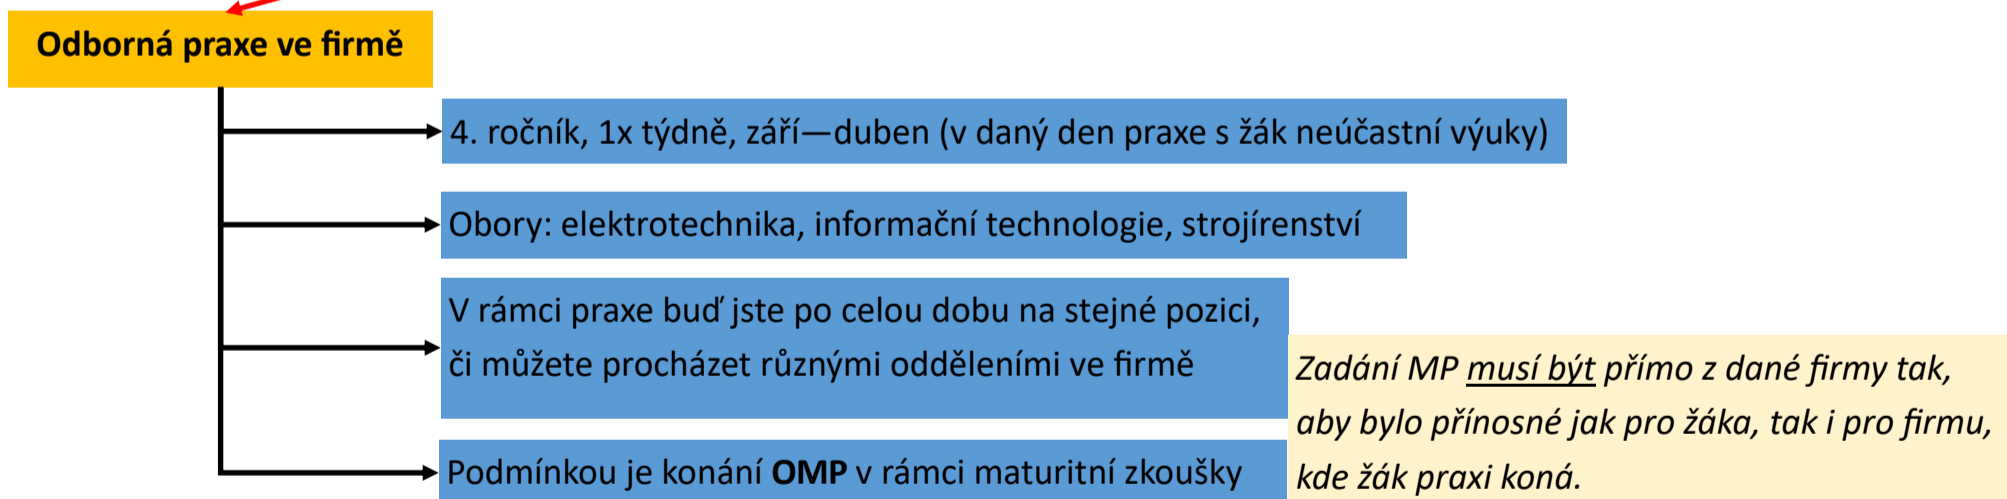 Odborná praxe ve firmě
4. ročník, 1x týdně, září—duben (v daný den praxe s žák neúčastní výuky)
Obory: elektrotechnika, informační technologie, strojírenství
V rámci praxe buď jste po celou dobu na stejné pozici,
či můžete procházet různými odděleními ve firmě
Podmínkou je konání OMP v rámci maturitní zkoušky
Zadání MP musí být přímo z dané firmy tak,
aby bylo přínosné jak pro žáka, tak i pro firmu,
kde žák praxi koná.